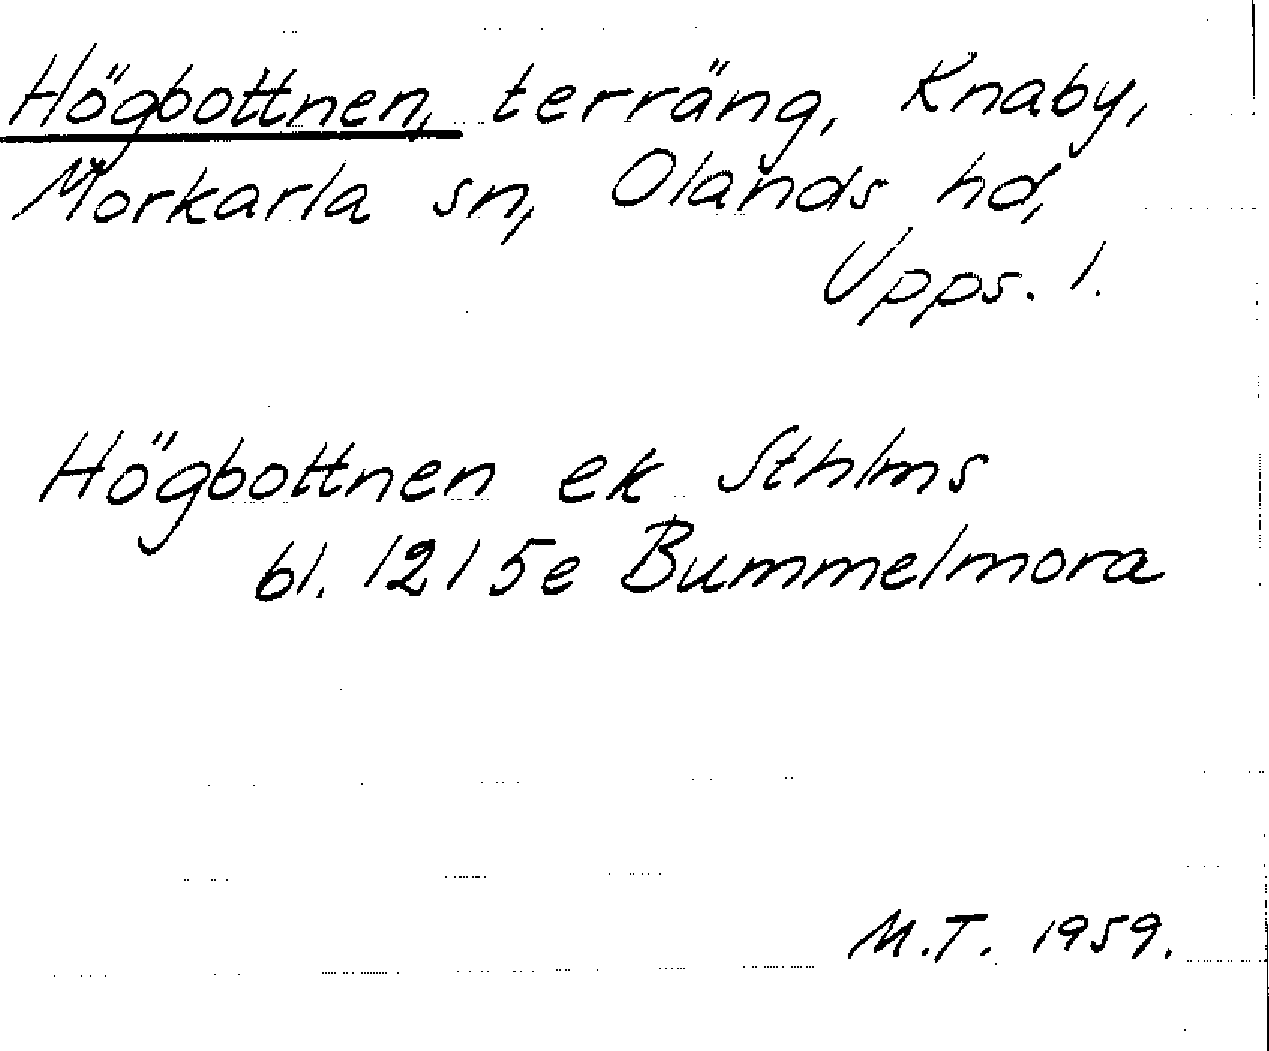 Högbottnen, terräng, Knaby,
Morkarla sn, Olands hd,
Upps. l.
Högbottnen ek Sthlms
bl. 12I 5e Bummelmora
M.T. 1959.